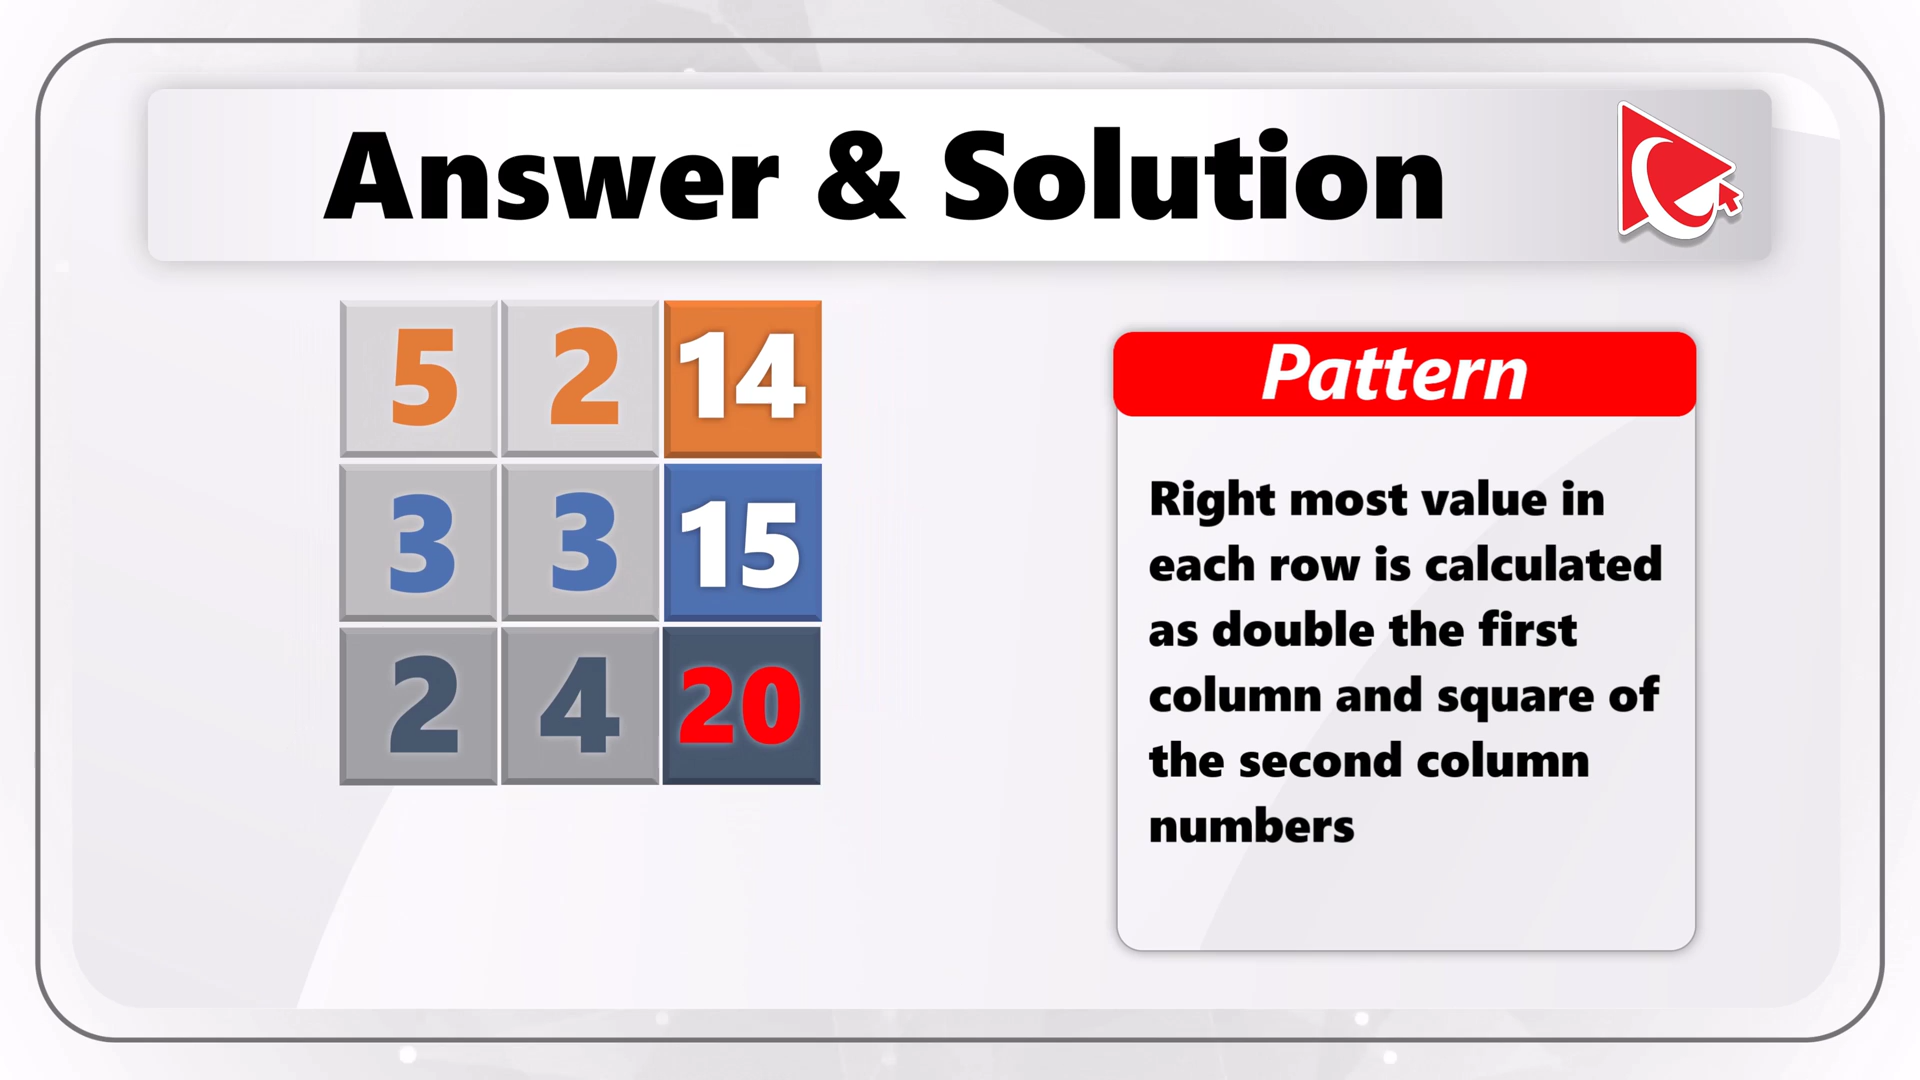 Answer & Solution
5 2 14
3 3 15
2 4 20
Pattern
Right most value in
each row is calculated
as double the first
column and square of
the second column
numbers